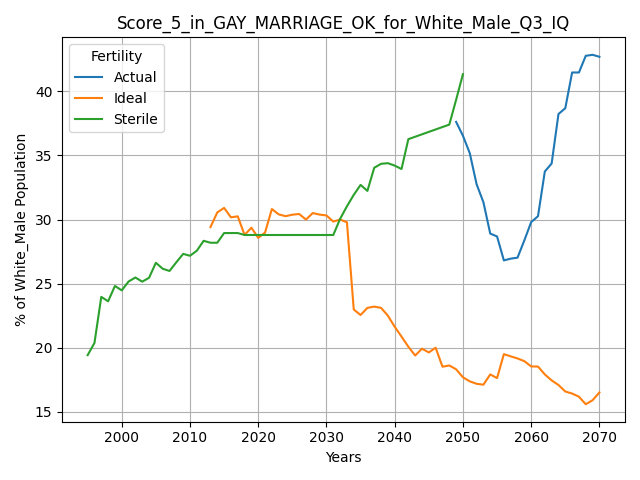 Score_5_in_GAY_MARRIAGE_OK_for_White_Male_Q3_IQ
Fertility
Actual
Ideal
Sterile
% of White_Male Population
40
35
30
25
20
15
2000
2010
2020
2030
2040
2050
2060
2070
Years